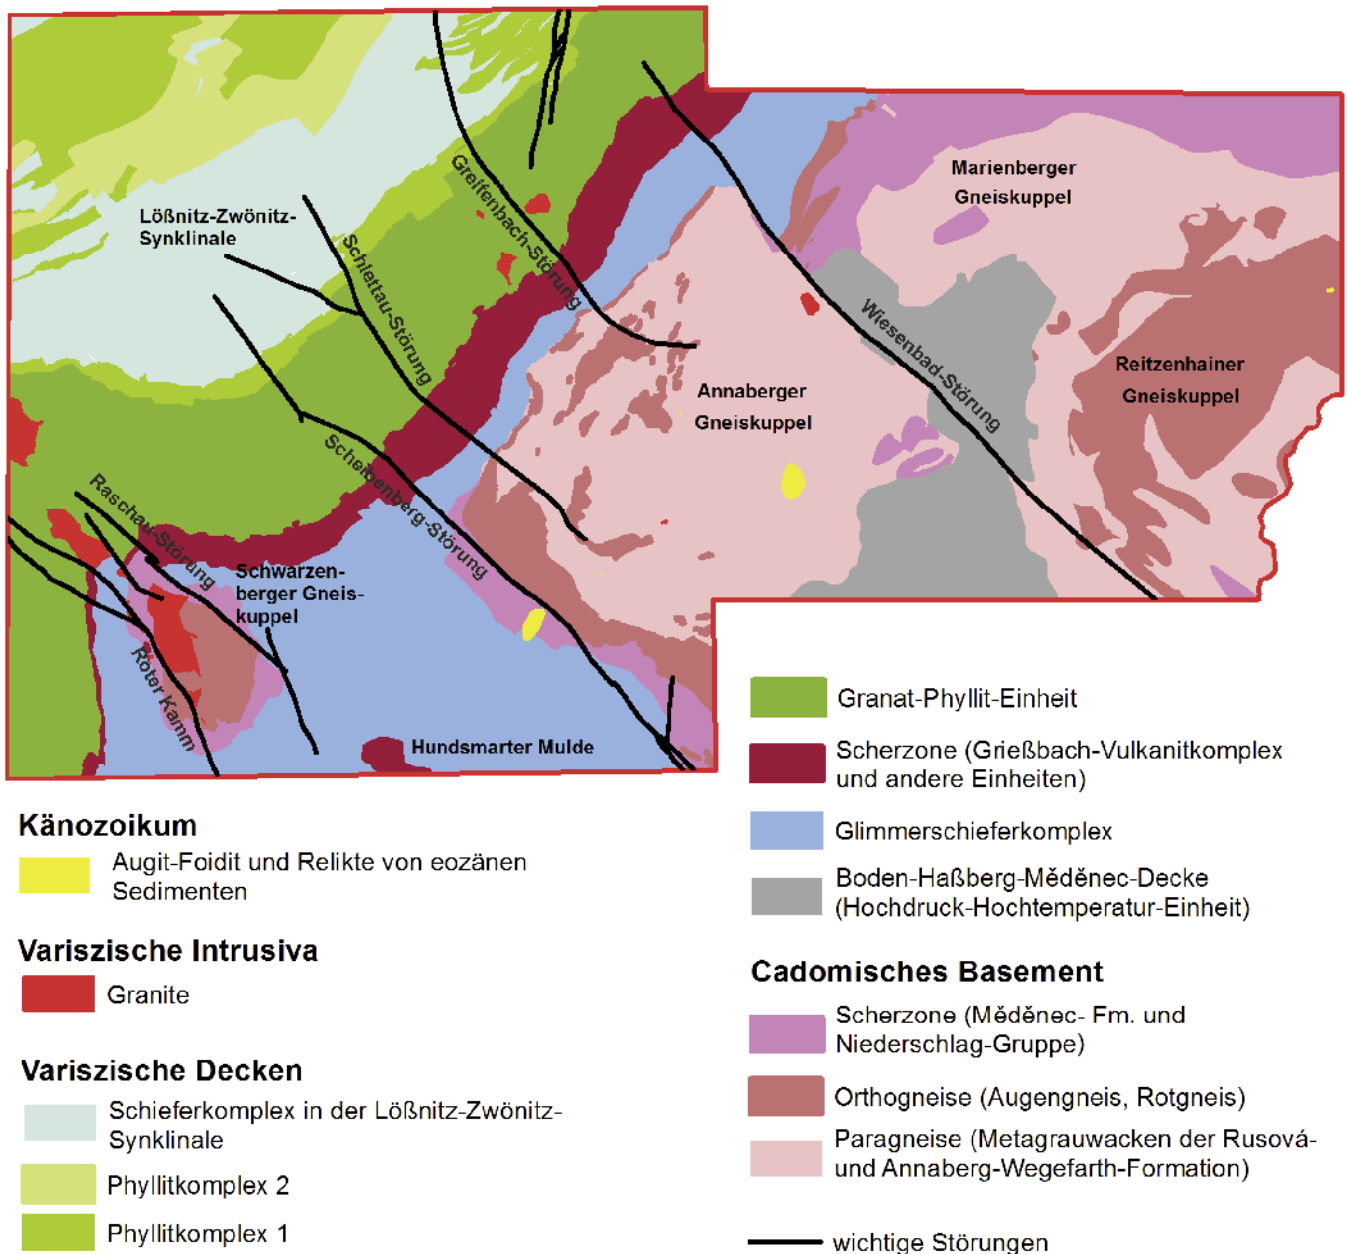 Marienberger
Gneiskuppel
Lößnitz-Zwönitz-
Synklinale
Greifenbach-Störung
Schlettau-Störung
Wiesenbad-Störung
Reitzenhainer
Gneiskuppel
Annaberger
Gneiskuppel
Scheibenberg-Störung
Raschau-Störung
Schwarzen-
berger Gneis-
kuppel
Roter Kamm
Hundsmarter Mulde
Känozoikum
Augit-Foidit und Relikte von eozänen
Sedimenten
Variszische Intrusiva
Granite
Variszische Decken
Schieferkomplex in der Lößnitz-Zwönitz-
Synklinale
Phyllitkomplex 2
Phyllitkomplex 1
Granat-Phyllit-Einheit
Scherzone (Grießbach-Vulkanitkomplex
und andere Einheiten)
Glimmerschieferkomplex
Boden-Haßberg-Měděnec-Decke
(Hochdruck-Hochtemperatur-Einheit)
Cadomisches Basement
Scherzone (Měděnec- Fm. und
Niederschlag-Gruppe)
Orthogneise (Augengneis, Rotgneis)
Paragneise (Metagrauwacken der Rusová-
und Annaberg-Wegefarth-Formation)
wichtige Störungen